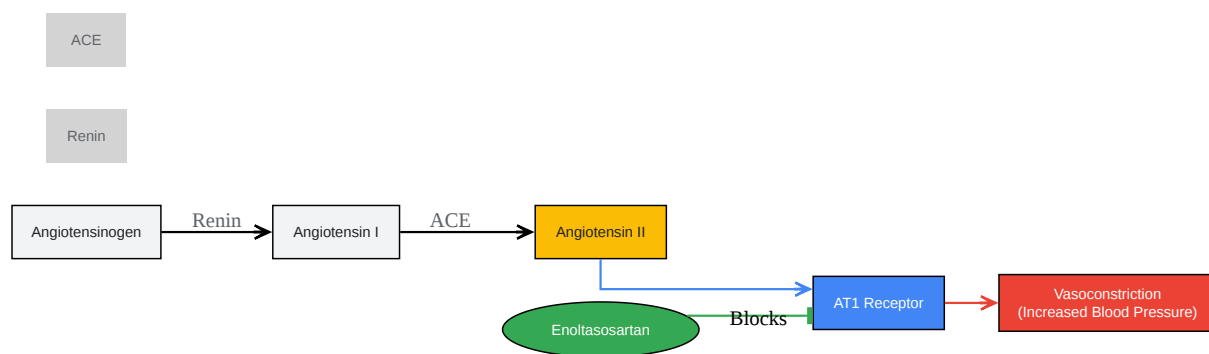 ACE
Renin
Angiotensinogen
Renin
Angiotensin I
ACE
Angiotensin II
AT1 Receptor
Vasoconstriction
(Increased Blood Pressure)
Enoltasosartan
Blocks